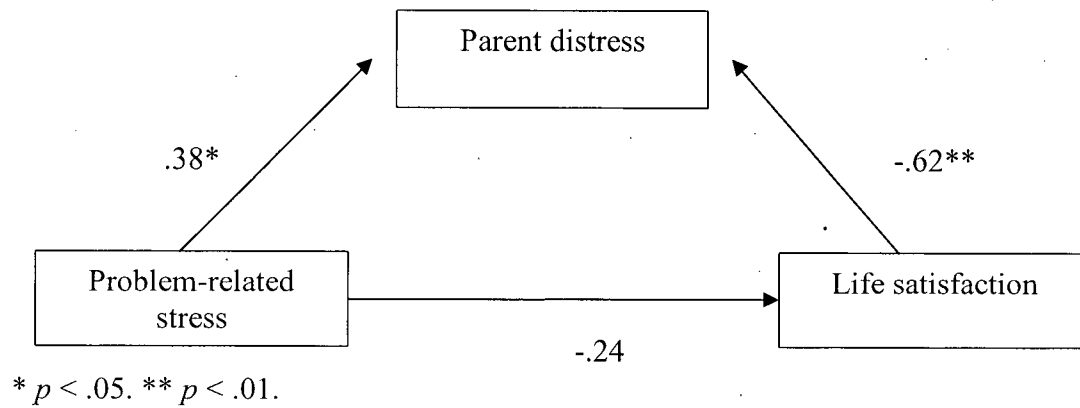 Parent distress
.38*
-.62**
Problem-related
stress
Life satisfaction
-.24
* p < .05. ** p < .01.